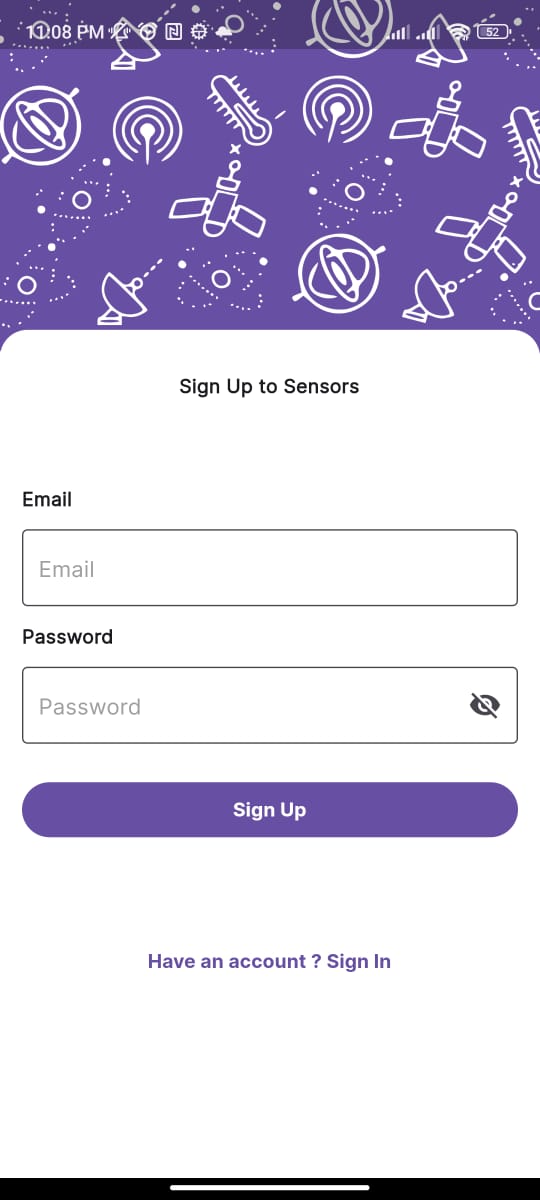 11:08 PM
52
Sign Up to Sensors
Email
Email
Password
Password
Sign Up
Have an account ? Sign In